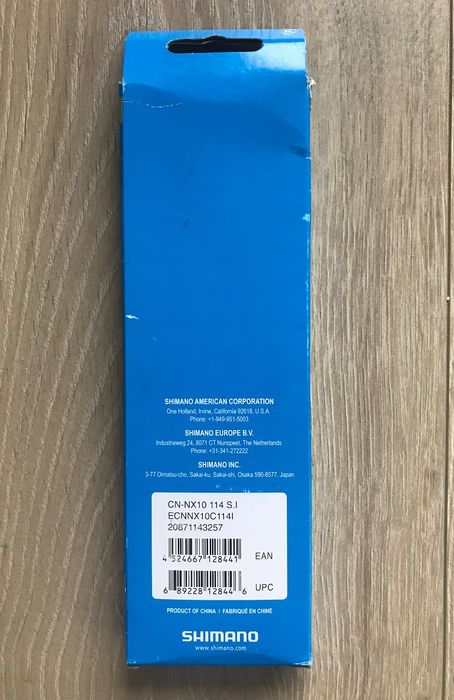 SHIMANO AMERICAN CORPORATION
One Holland, Irvine, California 92618, U.S.A.
Phone: +1-949-951-5003
SHIMANO EUROPE B.V.
Industrieweg 24, 8071 CT Nunspeet, The Netherlands
Phone: +31-341-272222
SHIMANO INC.
3-77 Oimatsu-cho, Sakai-ku, Sakai-shi, Osaka 590-8577, Japan
CN-NX10 114 S.I
ECNNX10C114I
20871143257
4 524667 128441 EAN
6 89228 12844 6 UPC
PRODUCT OF CHINA / FABRIQUÉ EN CHINE
SHIMANO
www.shimano.com